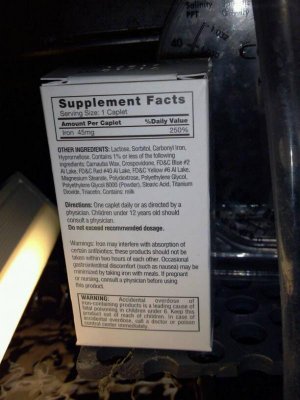 Salinity
PPT
40
Supplement Facts
Serving Size: 1 Caplet
Amount Per Caplet %Daily Value
Iron 45mg 250%
OTHER INGREDIENTS: Lactose, Sorbitol, Carbonyl Iron,
Hypromellose. Contains 1% or less of the following
ingredients: Carnauba Wax, Crospovidone, FD&C Blue #2
Al Lake, FD&C Red #40 Al Lake, FD&C Yellow #6 Al Lake,
Magnesium Stearate, Polydextrose, Polyethylene Glycol,
Polyethylene Glycol 8000 (Powder), Stearic Acid, Titanium
Dioxide, Triacetin. Contains: milk
Directions: One caplet daily or as directed by a
physician. Children under 12 years old should
consult a physician.
Do not exceed recommended dosage.
Warnings: Iron may interfere with absorption of
certain antibiotics; these products should not be
taken within two hours of each other. Occasional
gastrointestinal discomfort (such as nausea) may be
minimized by taking iron with meals. If pregnant
or nursing, consult a physician before using
this product.
WARNING: Accidental overdose of
iron-containing products is a leading cause of
fatal poisoning in children under 6. Keep this
product out of reach of children. In case of
accidental overdose, call a doctor or poison
control center immediately.